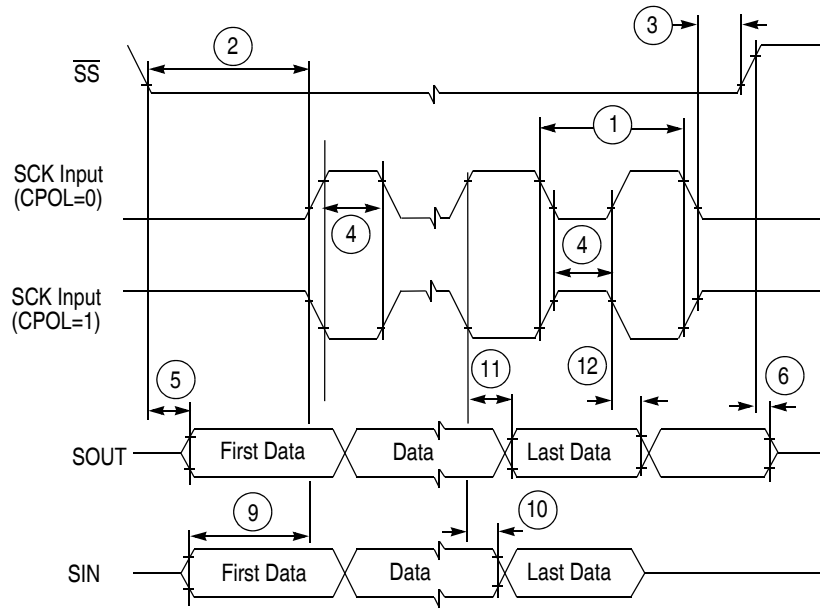 3
2
SS
1
SCK Input
(CPOL=0)
4
4
SCK Input
(CPOL=1)
5
11
12
6
SOUT
First Data
Data
Last Data
9
10
SIN
First Data
Data
Last Data